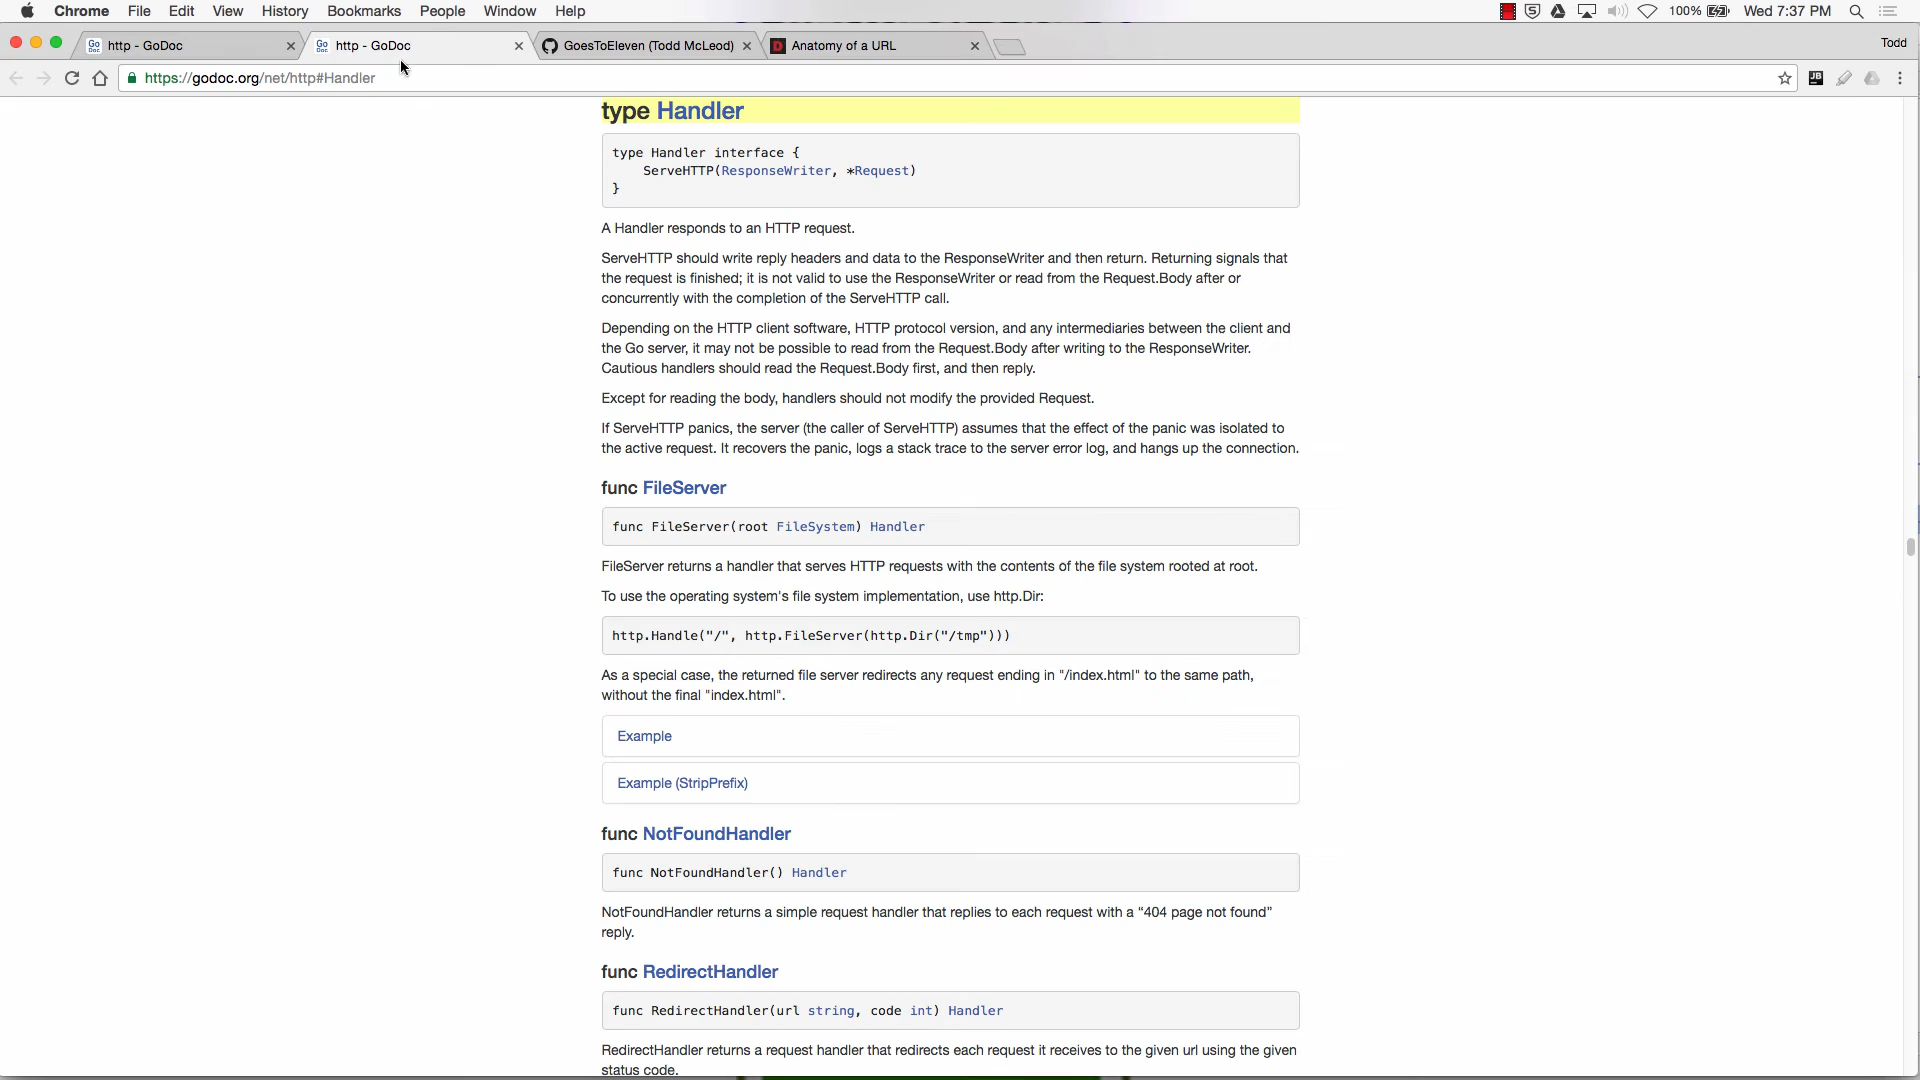 Chrome File Edit View History Bookmarks People Window Help 100% Wed 7:37 PM
http - GoDoc http - GoDoc GoesToEleven (Todd McLeod) Anatomy of a URL Todd
https://godoc.org/net/http#Handler
type Handler
type Handler interface {
ServeHTTP(ResponseWriter, *Request)
}
A Handler responds to an HTTP request.
ServeHTTP should write reply headers and data to the ResponseWriter and then return. Returning signals that
the request is finished; it is not valid to use the ResponseWriter or read from the Request.Body after or
concurrently with the completion of the ServeHTTP call.
Depending on the HTTP client software, HTTP protocol version, and any intermediaries between the client and
the Go server, it may not be possible to read from the Request.Body after writing to the ResponseWriter.
Cautious handlers should read the Request.Body first, and then reply.
Except for reading the body, handlers should not modify the provided Request.
If ServeHTTP panics, the server (the caller of ServeHTTP) assumes that the effect of the panic was isolated to
the active request. It recovers the panic, logs a stack trace to the server error log, and hangs up the connection.
func FileServer
func FileServer(root FileSystem) Handler
FileServer returns a handler that serves HTTP requests with the contents of the file system rooted at root.
To use the operating system's file system implementation, use http.Dir:
http.Handle("/", http.FileServer(http.Dir("/tmp")))
As a special case, the returned file server redirects any request ending in "/index.html" to the same path,
without the final "index.html".
Example
Example (StripPrefix)
func NotFoundHandler
func NotFoundHandler() Handler
NotFoundHandler returns a simple request handler that replies to each request with a “404 page not found”
reply.
func RedirectHandler
func RedirectHandler(url string, code int) Handler
RedirectHandler returns a request handler that redirects each request it receives to the given url using the given
status code.